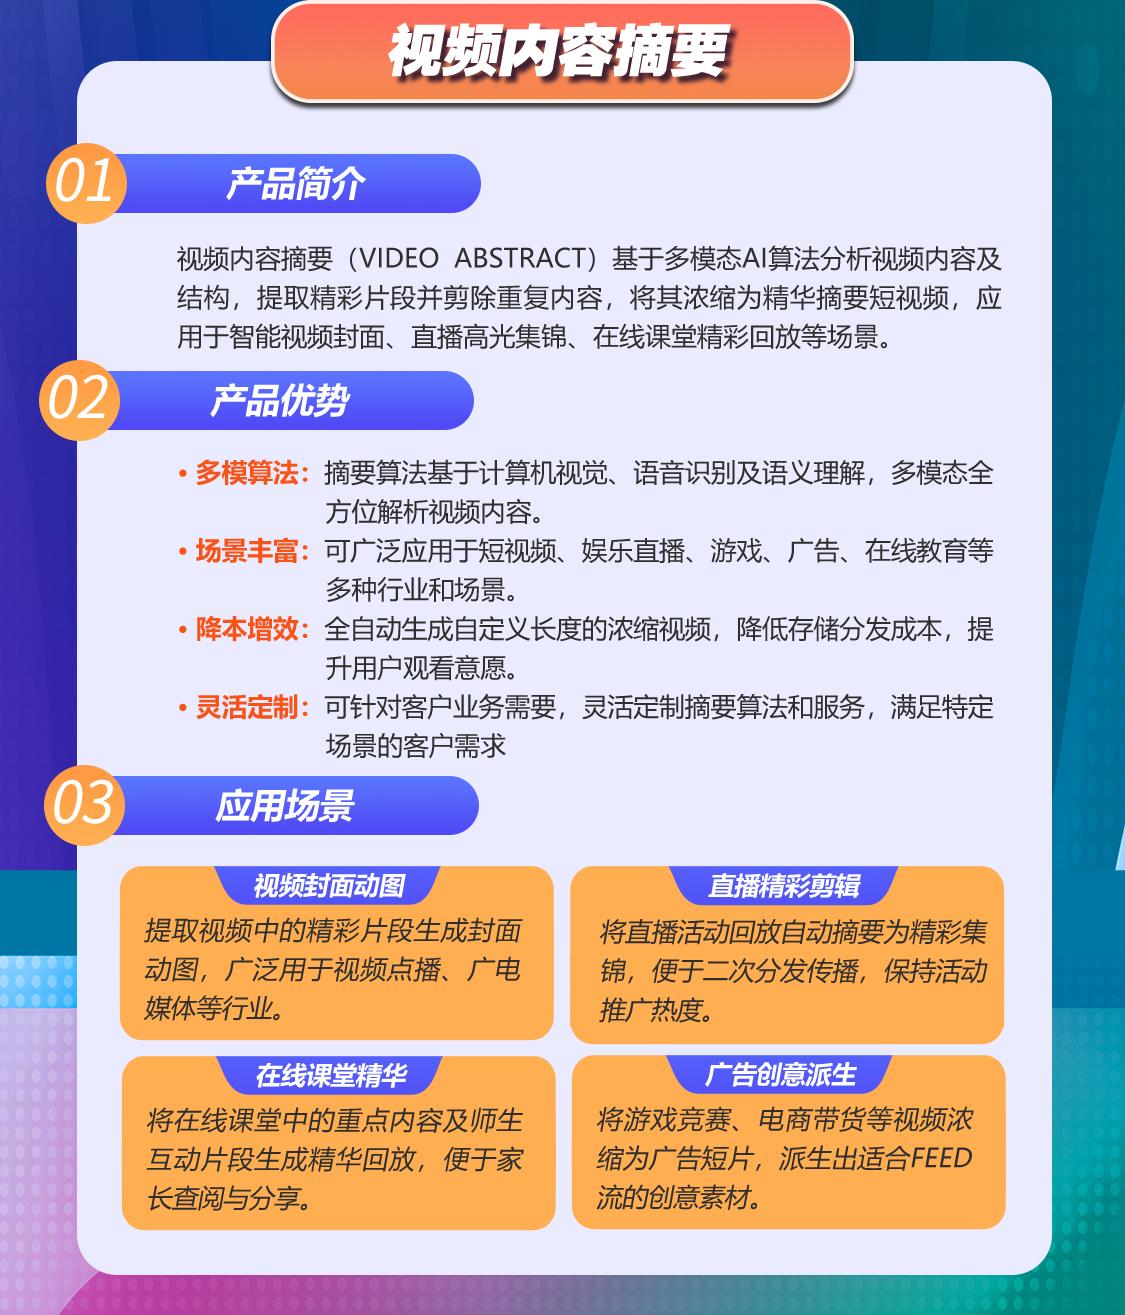 视频内容摘要
01
产品简介
视频内容摘要（VIDEO ABSTRACT）基于多模态AI算法分析视频内容及
结构，提取精彩片段并剪除重复内容，将其浓缩为精华摘要短视频，应
用于智能视频封面、直播高光集锦、在线课堂精彩回放等场景。
02
产品优势
• 多模算法：摘要算法基于计算机视觉、语音识别及语义理解，多模态全
方位解析视频内容。
• 场景丰富：可广泛应用于短视频、娱乐直播、游戏、广告、在线教育等
多种行业和场景。
• 降本增效：全自动生成自定义长度的浓缩视频，降低存储分发成本，提
升用户观看意愿。
• 灵活定制：可针对客户业务需要，灵活定制摘要算法和服务，满足特定
场景的客户需求
03
应用场景
视频封面动图
提取视频中的精彩片段生成封面
动图，广泛用于视频点播、广电
媒体等行业。
直播精彩剪辑
将直播活动回放自动摘要为精彩集
锦，便于二次分发传播，保持活动
推广热度。
在线课堂精华
将在线课堂中的重点内容及师生
互动片段生成精华回放，便于家
长查阅与分享。
广告创意派生
将游戏竞赛、电商带货等视频浓
缩为广告短片，派生出适合FEED
流的创意素材。